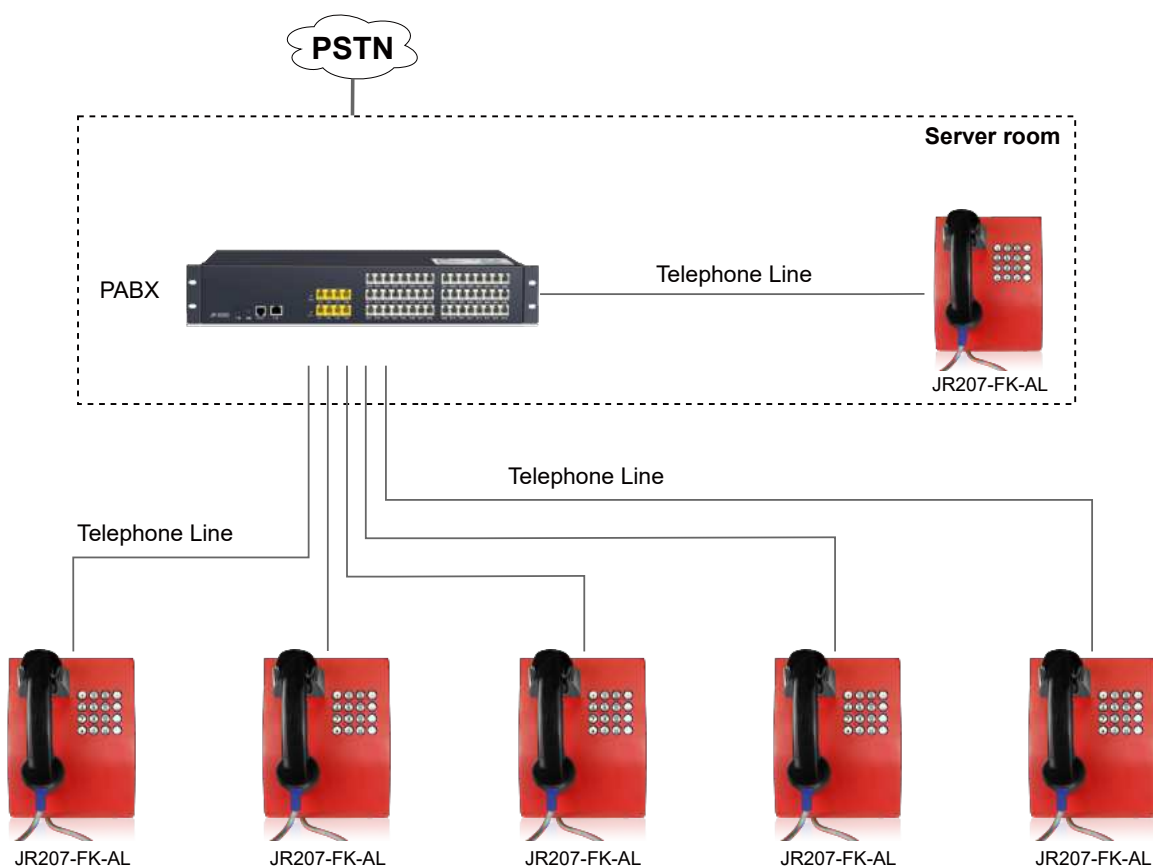 PSTN
Server room
PABX
Telephone Line
JR207-FK-AL
Telephone Line
Telephone Line
JR207-FK-AL
JR207-FK-AL
JR207-FK-AL
JR207-FK-AL
JR207-FK-AL